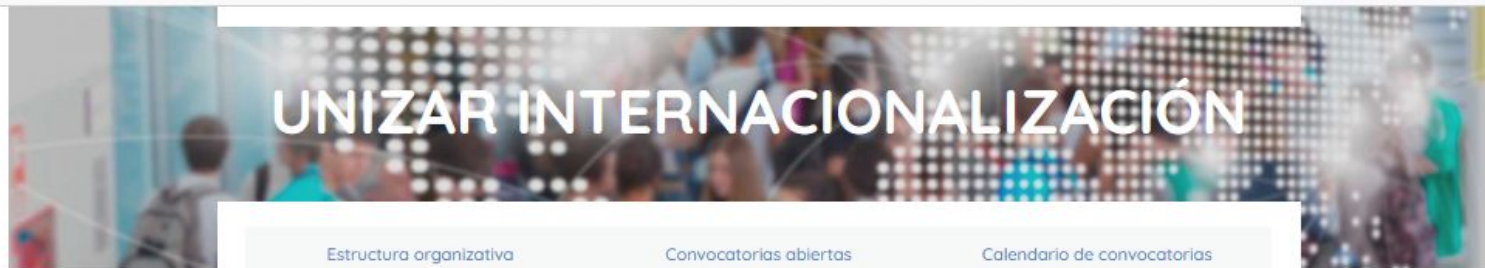 UNIZAR INTERNACIONALIZACIÓN
Estructura organizativa Convocatorias abiertas Calendario de convocatorias